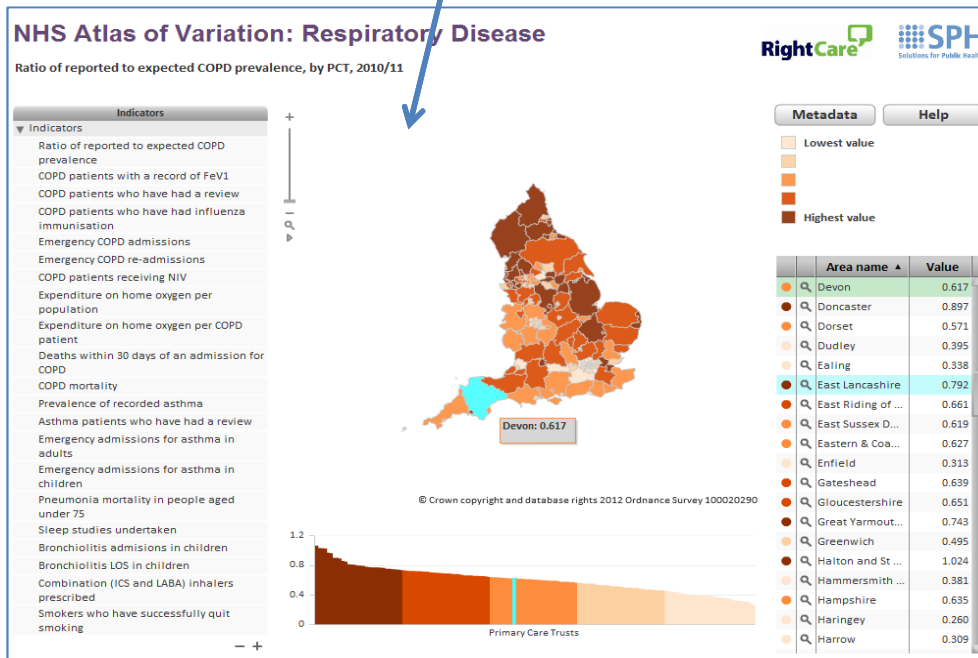 NHS Atlas of Variation: Respiratory Disease
Ratio of reported to expected COPD prevalence, by PCT, 2010/11
RightCare
SPH
Solutions for Public Heal
Indicators
Indicators
Ratio of reported to expected COPD
prevalence
COPD patients with a record of FeV1
COPD patients who have had a review
COPD patients who have had influenza
immunisation
Emergency COPD admissions
Emergency COPD re-admissions
COPD patients receiving NIV
Expenditure on home oxygen per
population
Expenditure on home oxygen per COPD
patient
Deaths within 30 days of an admission for
COPD
COPD mortality
Prevalence of recorded asthma
Asthma patients who have had a review
Emergency admissions for asthma in
adults
Emergency admissions for asthma in
children
Pneumonia mortality in people aged
under 75
Sleep studies undertaken
Bronchiolitis admisions in children
Bronchiolitis LOS in children
Combination (ICS and LABA) inhalers
prescribed
Smokers who have successfully quit
smoking
Devon: 0.617
© Crown copyright and database rights 2012 Ordnance Survey 100020290
1.2
0.8
0.4
0
Primary Care Trusts
Metadata Help
Lowest value
Highest value
Area name Value
Devon 0.617
Doncaster 0.897
Dorset 0.571
Dudley 0.395
Ealing 0.338
East Lancashire 0.792
East Riding of ... 0.661
East Sussex D... 0.619
Eastern & Coa... 0.627
Enfield 0.313
Gateshead 0.639
Gloucestershire 0.651
Great Yarmout... 0.743
Greenwich 0.495
Halton and St ... 1.024
Hammersmith ... 0.381
Hampshire 0.635
Haringey 0.260
Harrow 0.309